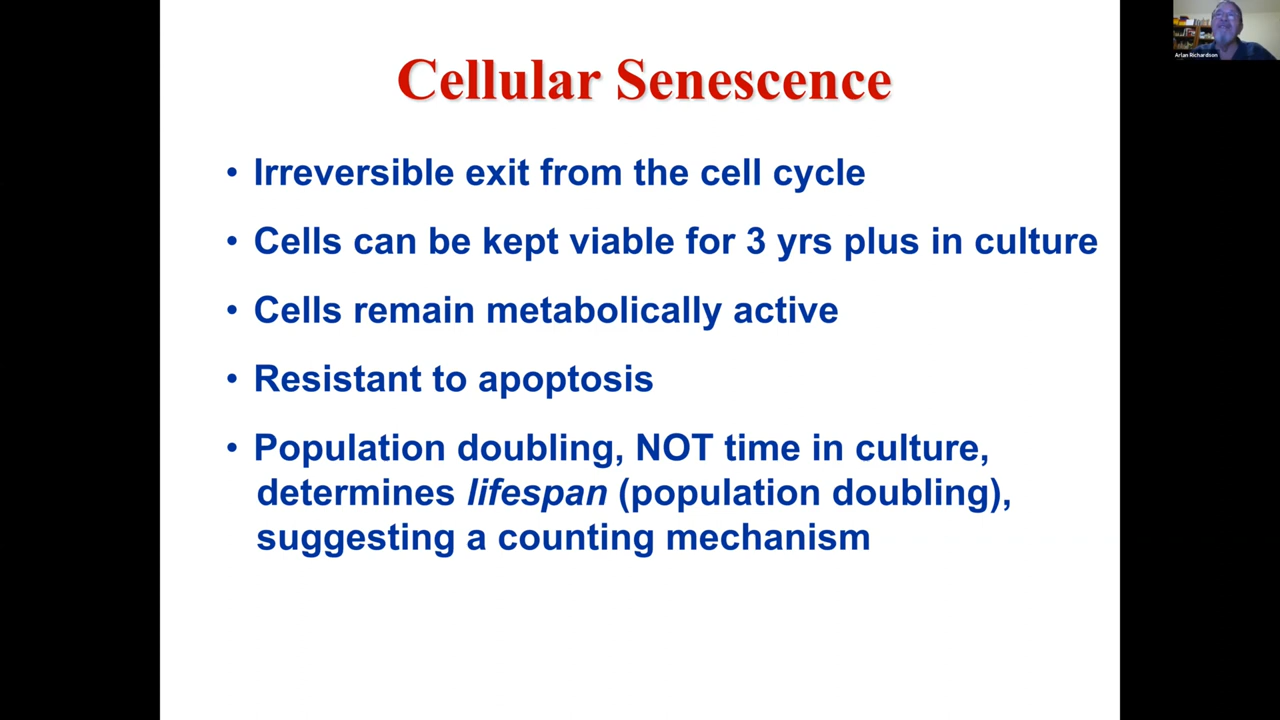 Arlan Richardson
Cellular Senescence
• Irreversible exit from the cell cycle
• Cells can be kept viable for 3 yrs plus in culture
• Cells remain metabolically active
• Resistant to apoptosis
• Population doubling, NOT time in culture,
determines lifespan (population doubling),
suggesting a counting mechanism